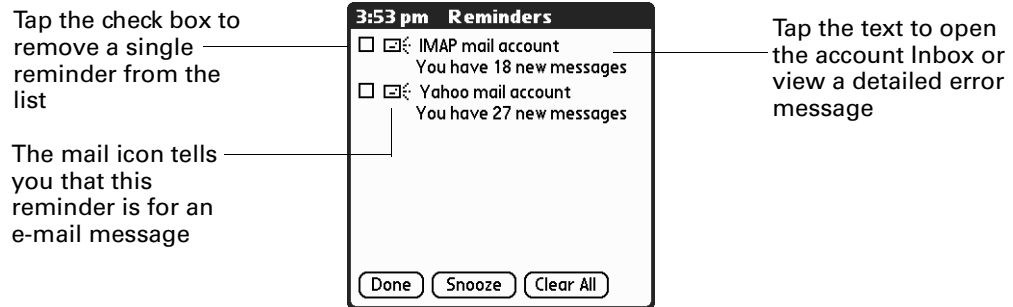 Tap the check box to
remove a single
reminder from the
list
The mail icon tells
you that this
reminder is for an
e-mail message
3:53 pm Reminders
IMAP mail account
You have 18 new messages
Yahoo mail account
You have 27 new messages
Done Snooze Clear All
Tap the text to open
the account Inbox or
view a detailed error
message